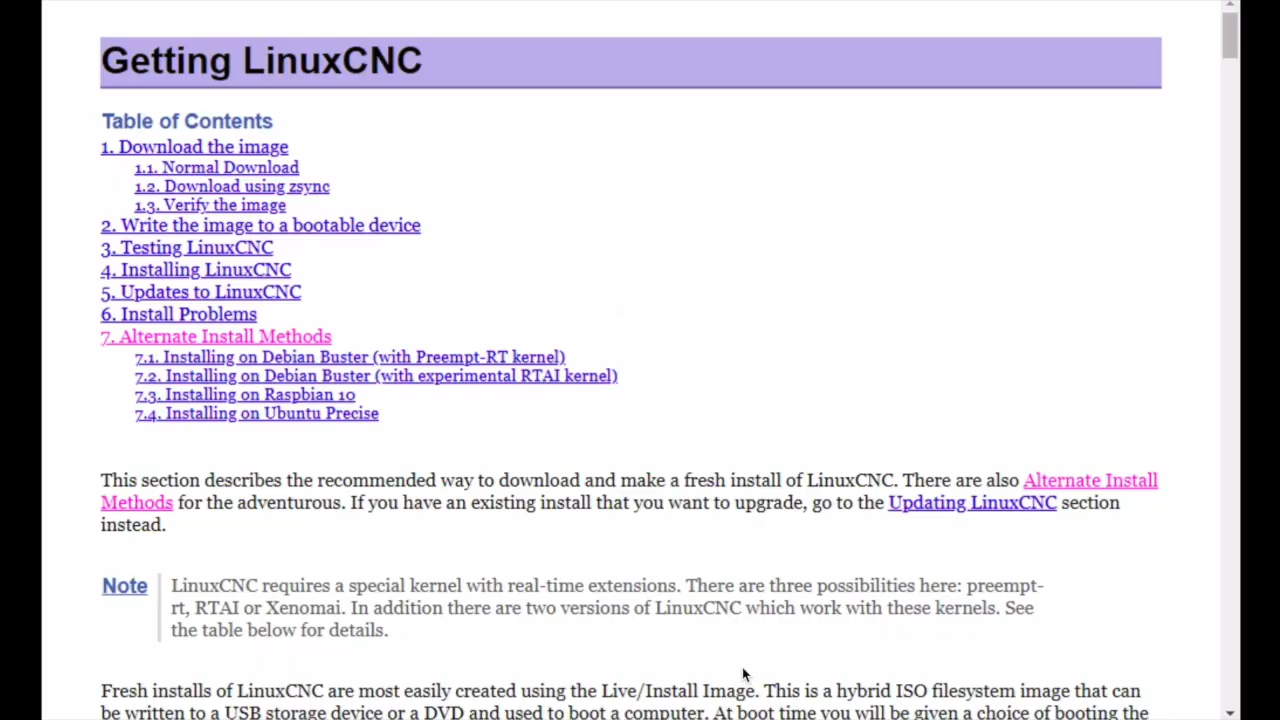 Getting LinuxCNC
Table of Contents
1. Download the image
1.1. Normal Download
1.2. Download using zsync
1.3. Verify the image
2. Write the image to a bootable device
3. Testing LinuxCNC
4. Installing LinuxCNC
5. Updates to LinuxCNC
6. Install Problems
7. Alternate Install Methods
7.1. Installing on Debian Buster (with Preempt-RT kernel)
7.2. Installing on Debian Buster (with experimental RTAI kernel)
7.3. Installing on Raspbian 10
7.4. Installing on Ubuntu Precise
This section describes the recommended way to download and make a fresh install of LinuxCNC. There are also Alternate Install
Methods for the adventurous. If you have an existing install that you want to upgrade, go to the Updating LinuxCNC section
instead.
Note
LinuxCNC requires a special kernel with real-time extensions. There are three possibilities here: preempt-
rt, RTAI or Xenomai. In addition there are two versions of LinuxCNC which work with these kernels. See
the table below for details.
Fresh installs of LinuxCNC are most easily created using the Live/Install Image. This is a hybrid ISO filesystem image that can
be written to a USB storage device or a DVD and used to boot a computer. At boot time you will be given a choice of booting the